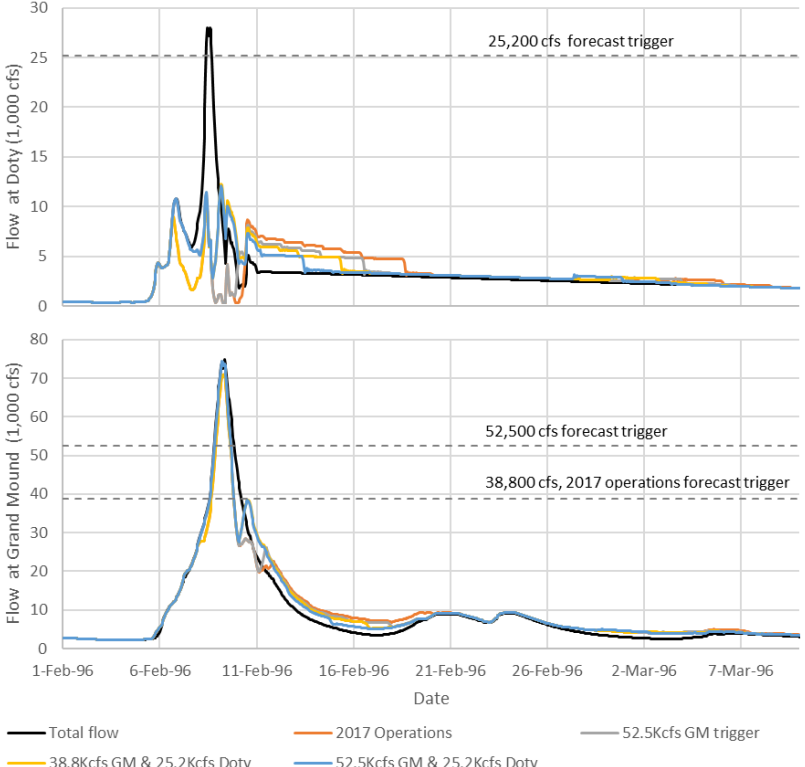 30
25,200 cfs  forecast trigger
25
20
15
10
5
0
Flow  at Doty (1,000 cfs)
80
70
60
52,500 cfs forecast trigger
50
38,800 cfs, 2017 operations forecast trigger
40
30
20
10
0
Flow  at Grand Mound  (1,000 cfs)
1-Feb-96 6-Feb-96 11-Feb-96 16-Feb-96 21-Feb-96 26-Feb-96 2-Mar-96 7-Mar-96
Date
Total flow 2017 Operations 52.5Kcfs GM trigger
38.8Kcfs GM & 25.2Kcfs Doty 52.5Kcfs GM & 25.2Kcfs Doty